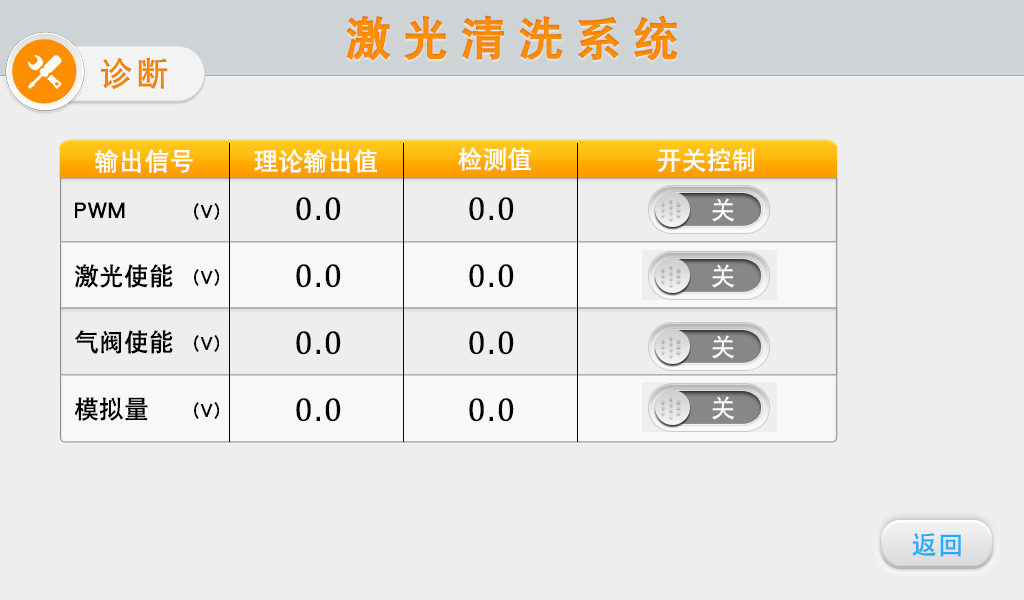 激光清洗系统
诊断
输出信号 理论输出值 检测值 开关控制
PWM (V) 0.0 0.0 关
激光使能 (V) 0.0 0.0 关
气阀使能 (V) 0.0 0.0 关
模拟量 (V) 0.0 0.0 关
返回